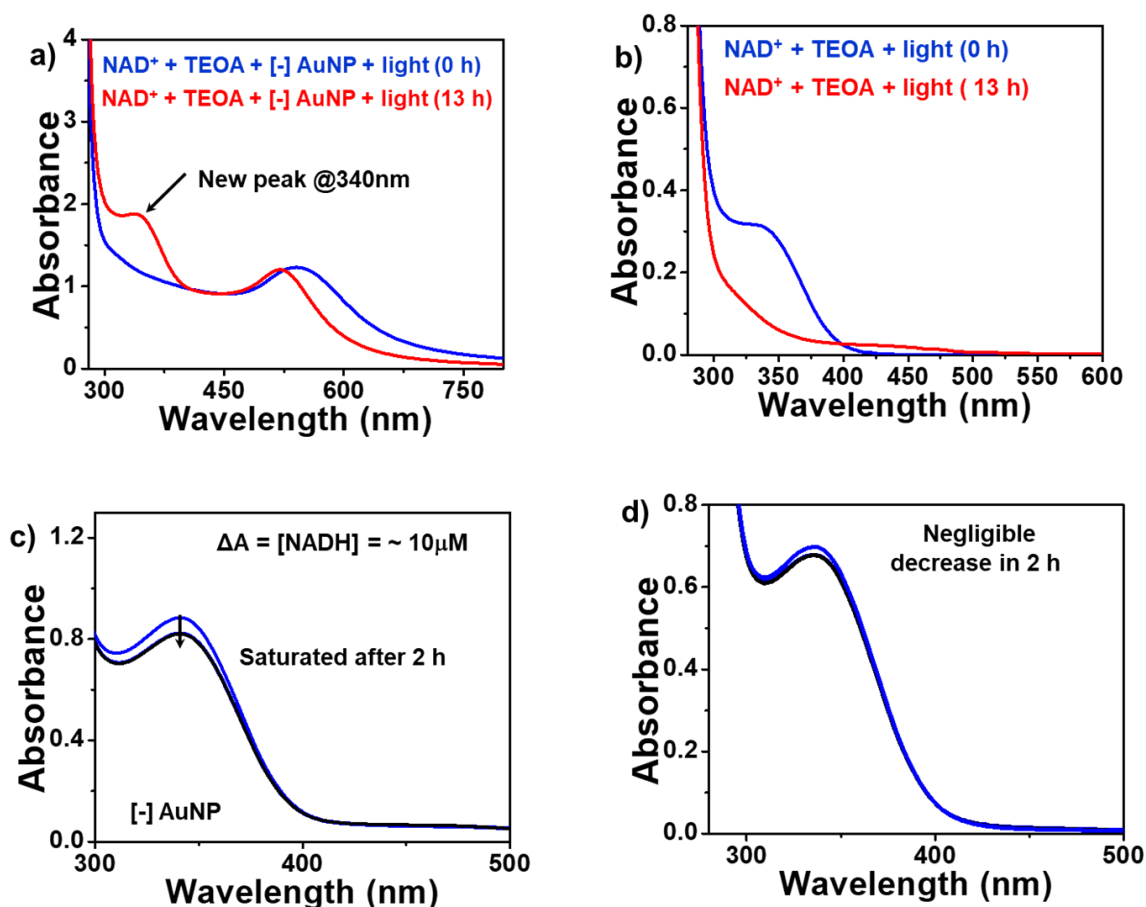 a)
NAD⁺ + TEOA + [-] AuNP + light (0 h)
NAD⁺ + TEOA + [-] AuNP + light (13 h)
New peak @340nm
4
3
2
1
0
300
450
600
750
Absorbance
Wavelength (nm)
b)
NAD⁺ + TEOA + light (0 h)
NAD⁺ + TEOA + light ( 13 h)
0.8
0.6
0.4
0.2
0.0
300
350
400
450
500
550
600
Absorbance
Wavelength (nm)
c)
ΔA = [NADH] = ~ 10μM
Saturated after 2 h
[-] AuNP
1.2
0.8
0.4
0.0
300
400
500
Absorbance
Wavelength (nm)
d)
Negligible
decrease in 2 h
0.8
0.6
0.4
0.2
0.0
300
400
500
Absorbance
Wavelength (nm)